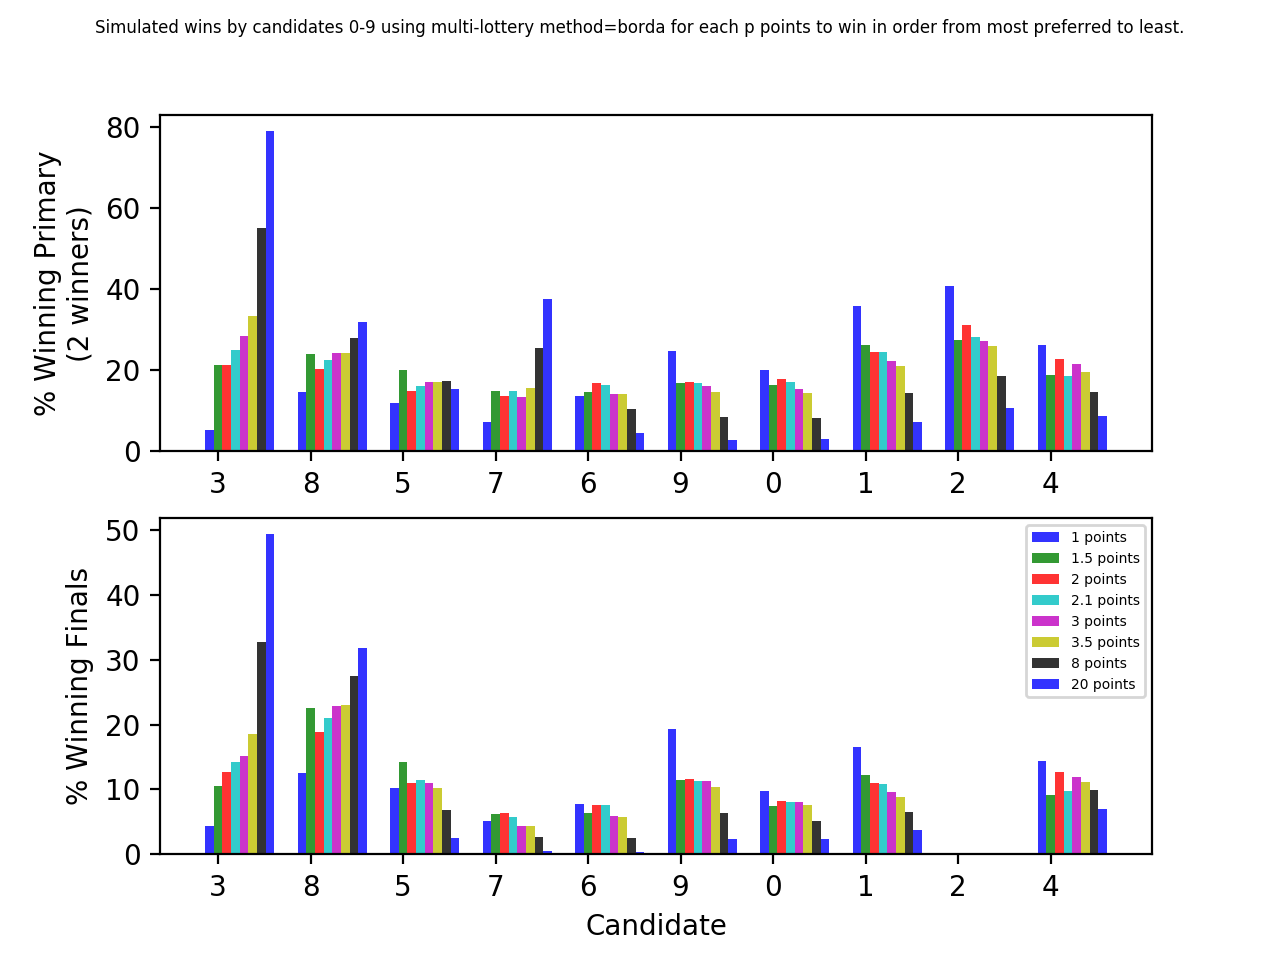 Simulated wins by candidates 0-9 using multi-lottery method=borda for each p points to win in order from most preferred to least.
% Winning Primary
(2 winners)
80
60
40
20
0
3 8 5 7 6 9 0 1 2 4
% Winning Finals
50
40
30
20
10
0
1 points
1.5 points
2 points
2.1 points
3 points
3.5 points
8 points
20 points
3 8 5 7 6 9 0 1 2 4
Candidate